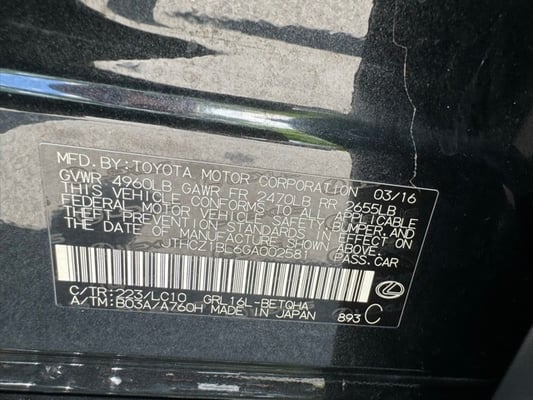 MFD.BY:TOYOTA MOTOR CORPORATION 03/16
GVWR 4960LB GAWR FR 2470LB RR 2655LB
THIS VEHICLE CONFORMS TO ALL APPLICABLE
FEDERAL MOTOR VEHICLE SAFETY, BUMPER, AND
THEFT PREVENTION STANDARDS IN EFFECT ON
THE DATE OF MANUFACTURE SHOWN ABOVE.
PASS.CAR
C/TR:223/LC10 GRL16L-BETQHA
A/TM:B03A/A760H MADE IN JAPAN 893 C